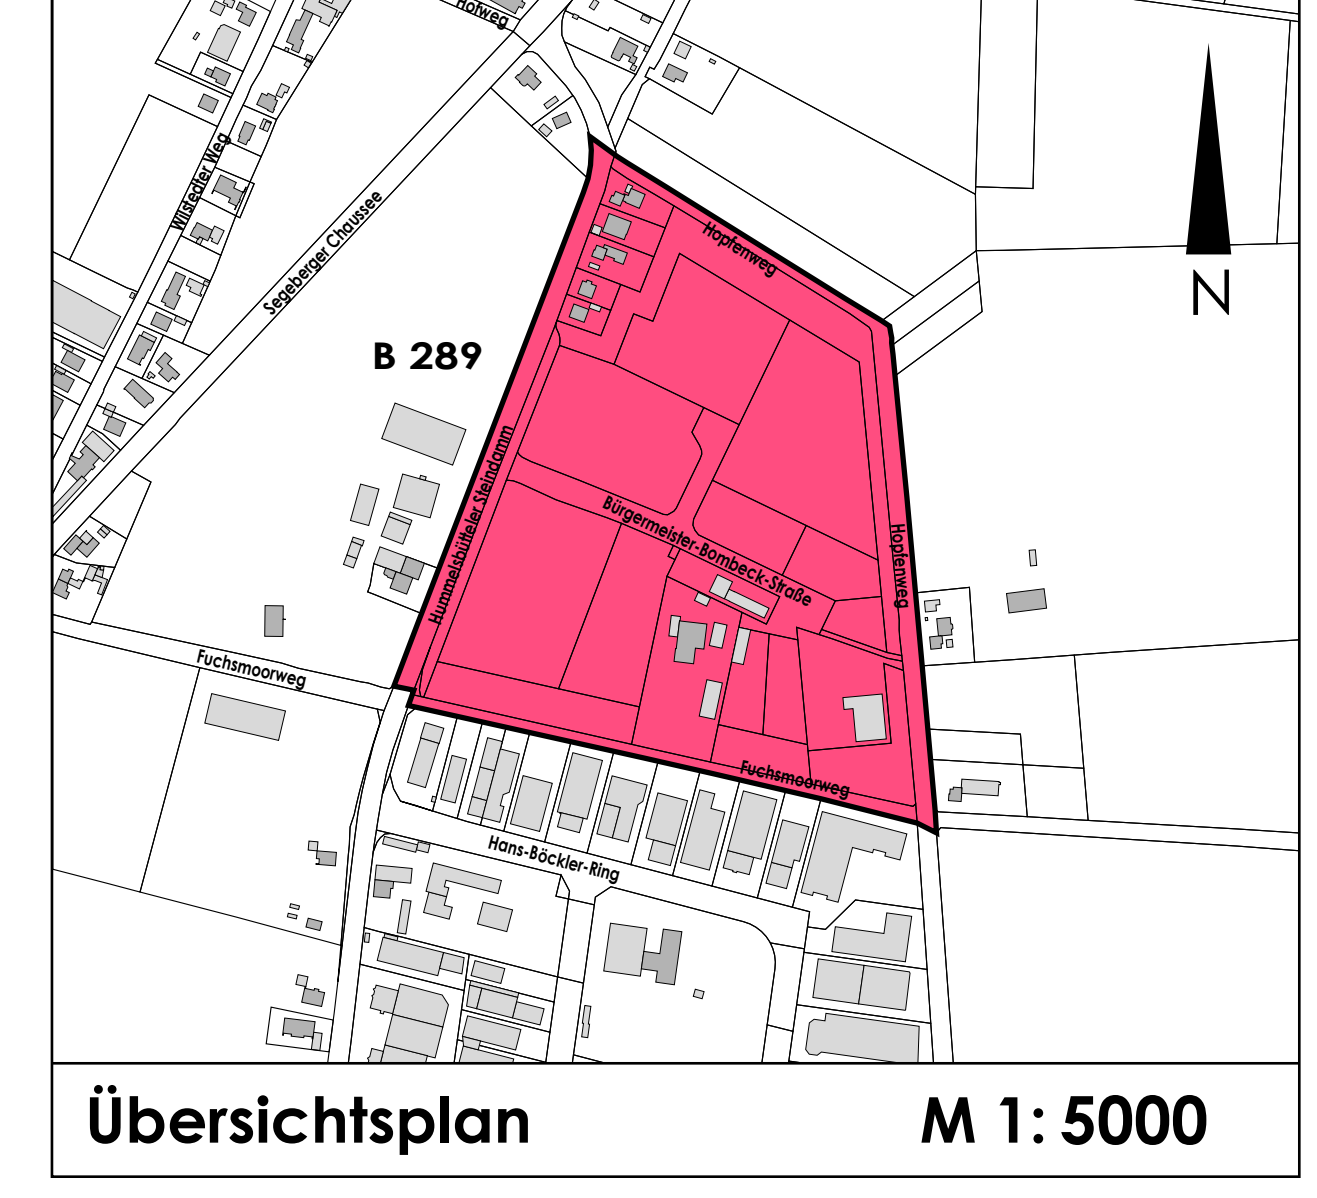 Hofweg
Wilstedter Weg
Segeberger Chaussee
Hopfenweg
N
B 289
Hummelsbütteler Steindamm
Bürgermeister-Bombeck-Straße
Hopfenweg
Fuchsmoorweg
Fuchsmoorweg
Hans-Böckler-Ring
Übersichtsplan M 1: 5000